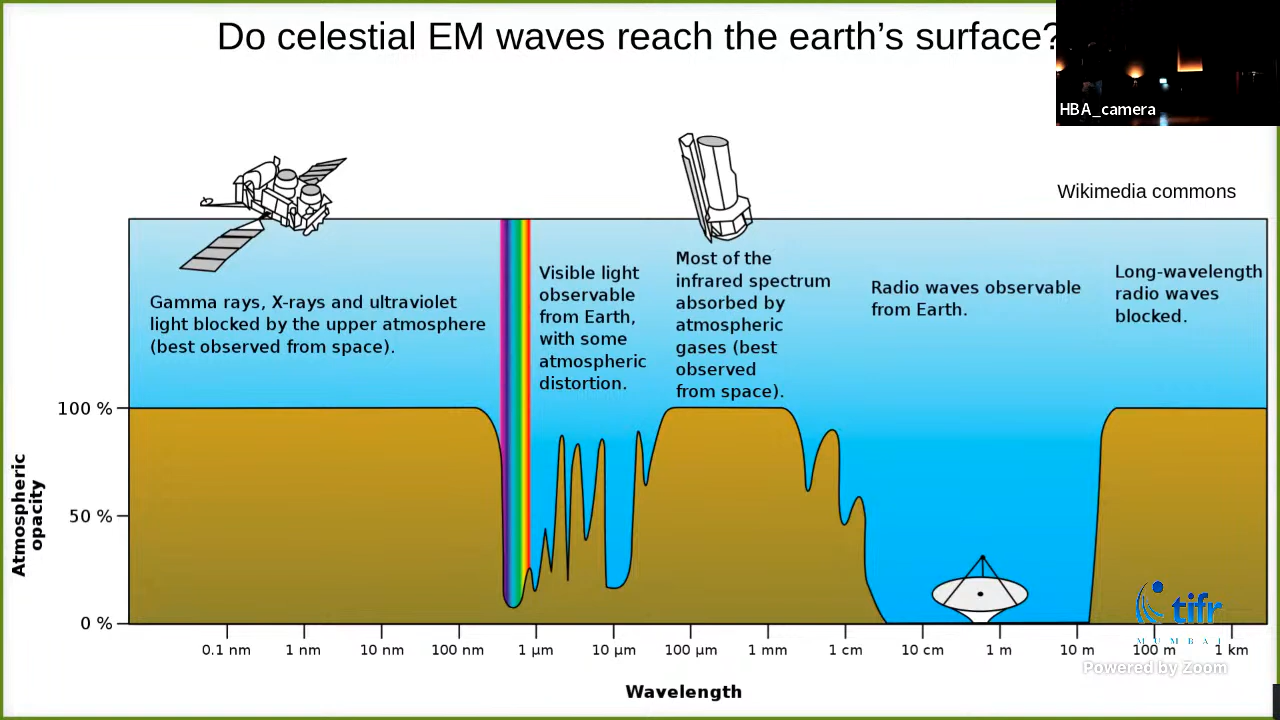 Do celestial EM waves reach the earth's surface?
HBA_camera
Wikimedia commons
Gamma rays, X-rays and ultraviolet
light blocked by the upper atmosphere
(best observed from space).
Visible light
observable
from Earth,
with some
atmospheric
distortion.
Most of the
infrared spectrum
absorbed by
atmospheric
gases (best
observed
from space).
Radio waves observable
from Earth.
Long-wavelength
radio waves
blocked.
Atmospheric
opacity
100 %
50 %
0 %
0.1 nm 1 nm 10 nm 100 nm 1 μm 10 μm 100 μm 1 mm 1 cm 10 cm 1 m 10 m 100 m 1 km
Wavelength
tifr
MUMBAI
Powered by Zoom